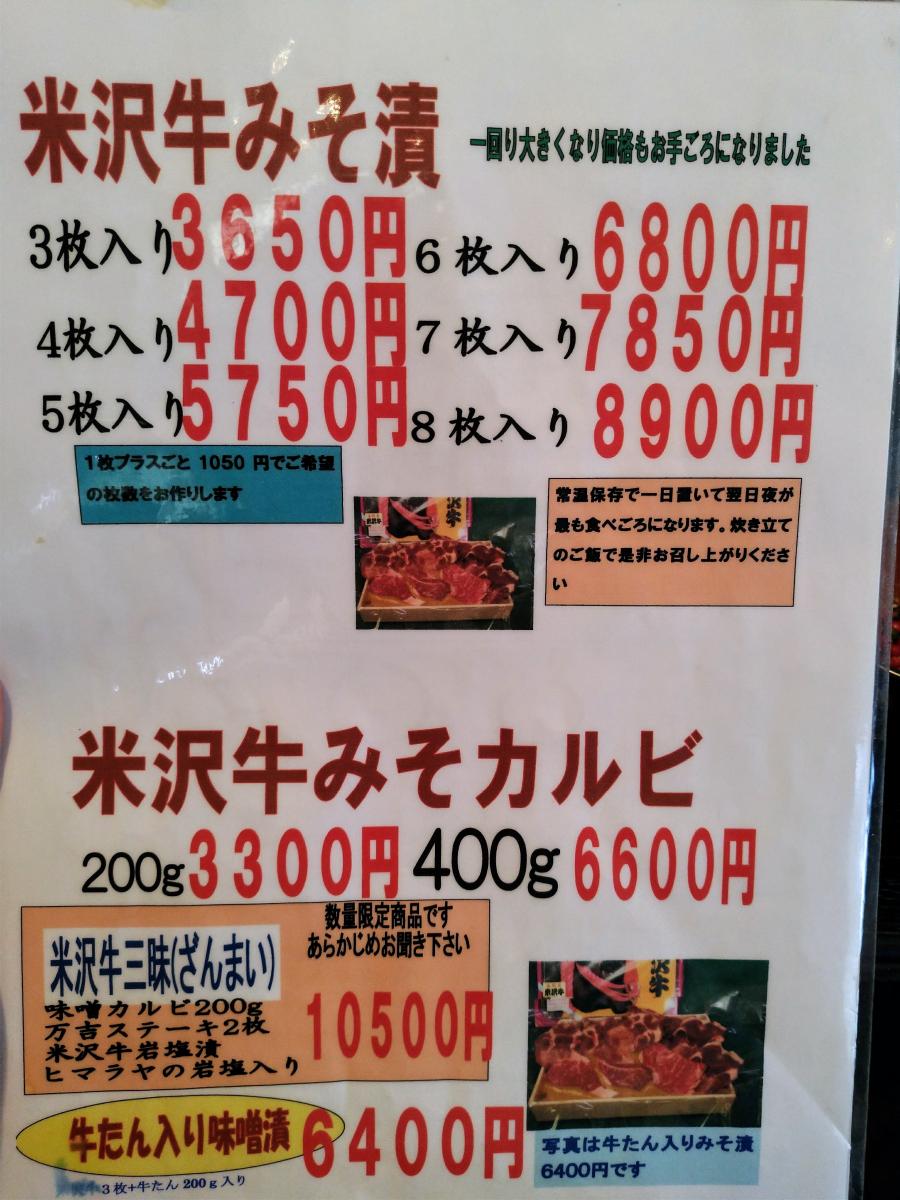 米沢牛みそ漬
一回り大きくなり価格もお手ごろになりました
3枚入り 3650円
4枚入り 4700円
5枚入り 5750円
6枚入り 6800円
7枚入り 7850円
8枚入り 8900円
1枚プラスごと 1050 円でご希望
の枚数をお作りします
米沢牛
沢牛
常温保存で一日置いて翌日夜が
最も食べごろになります。炊き立て
のご飯で是非お召し上がりくださ
い
米沢牛みそカルビ
200g 3300円 400g 6600円
数量限定商品です
あらかじめお聞き下さい
米沢牛三昧(ざんまい)
味噌カルビ200g
万吉ステーキ2枚
米沢牛岩塩漬
ヒマラヤの岩塩入り
10500円
米沢牛
沢牛
牛たん入り味噌漬 6400円
3枚+牛たん 200g入り
写真は牛たん入りみそ漬
6400円です